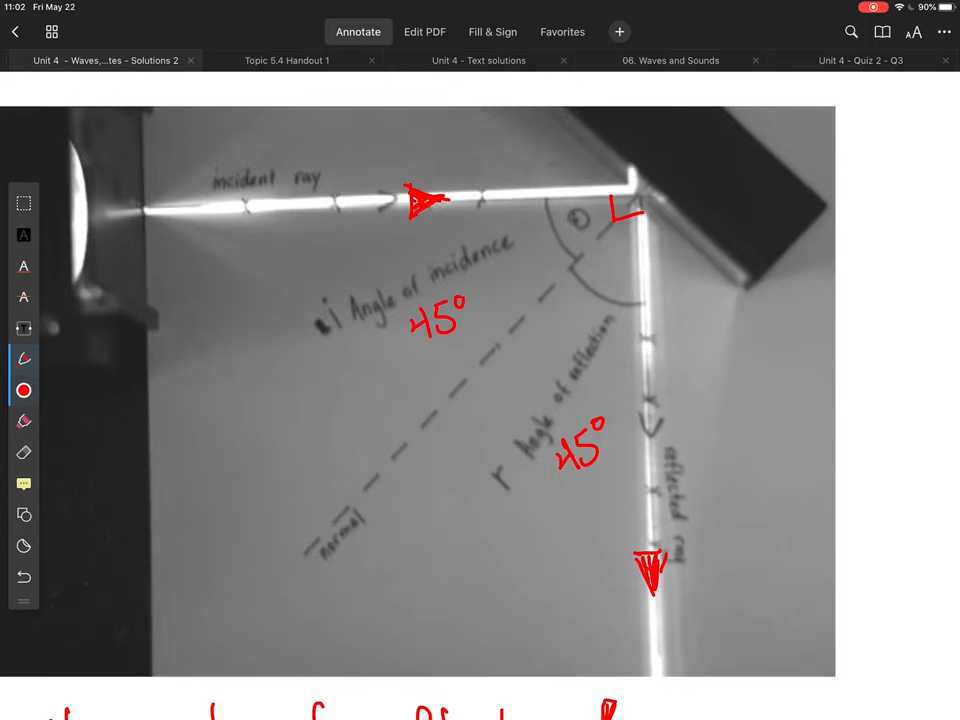 11:02 Fri May 22
90%
Annotate Edit PDF Fill & Sign Favorites
AA
Unit 4 - Waves,...tes - Solutions 2
Topic 5.4 Handout 1
Unit 4 - Text solutions
06. Waves and Sounds
Unit 4 - Quiz 2 - Q3
A
A
A
T
incident ray
i Angle of incidence
45°
r Angle of reflection
45°
reflected ray
normal